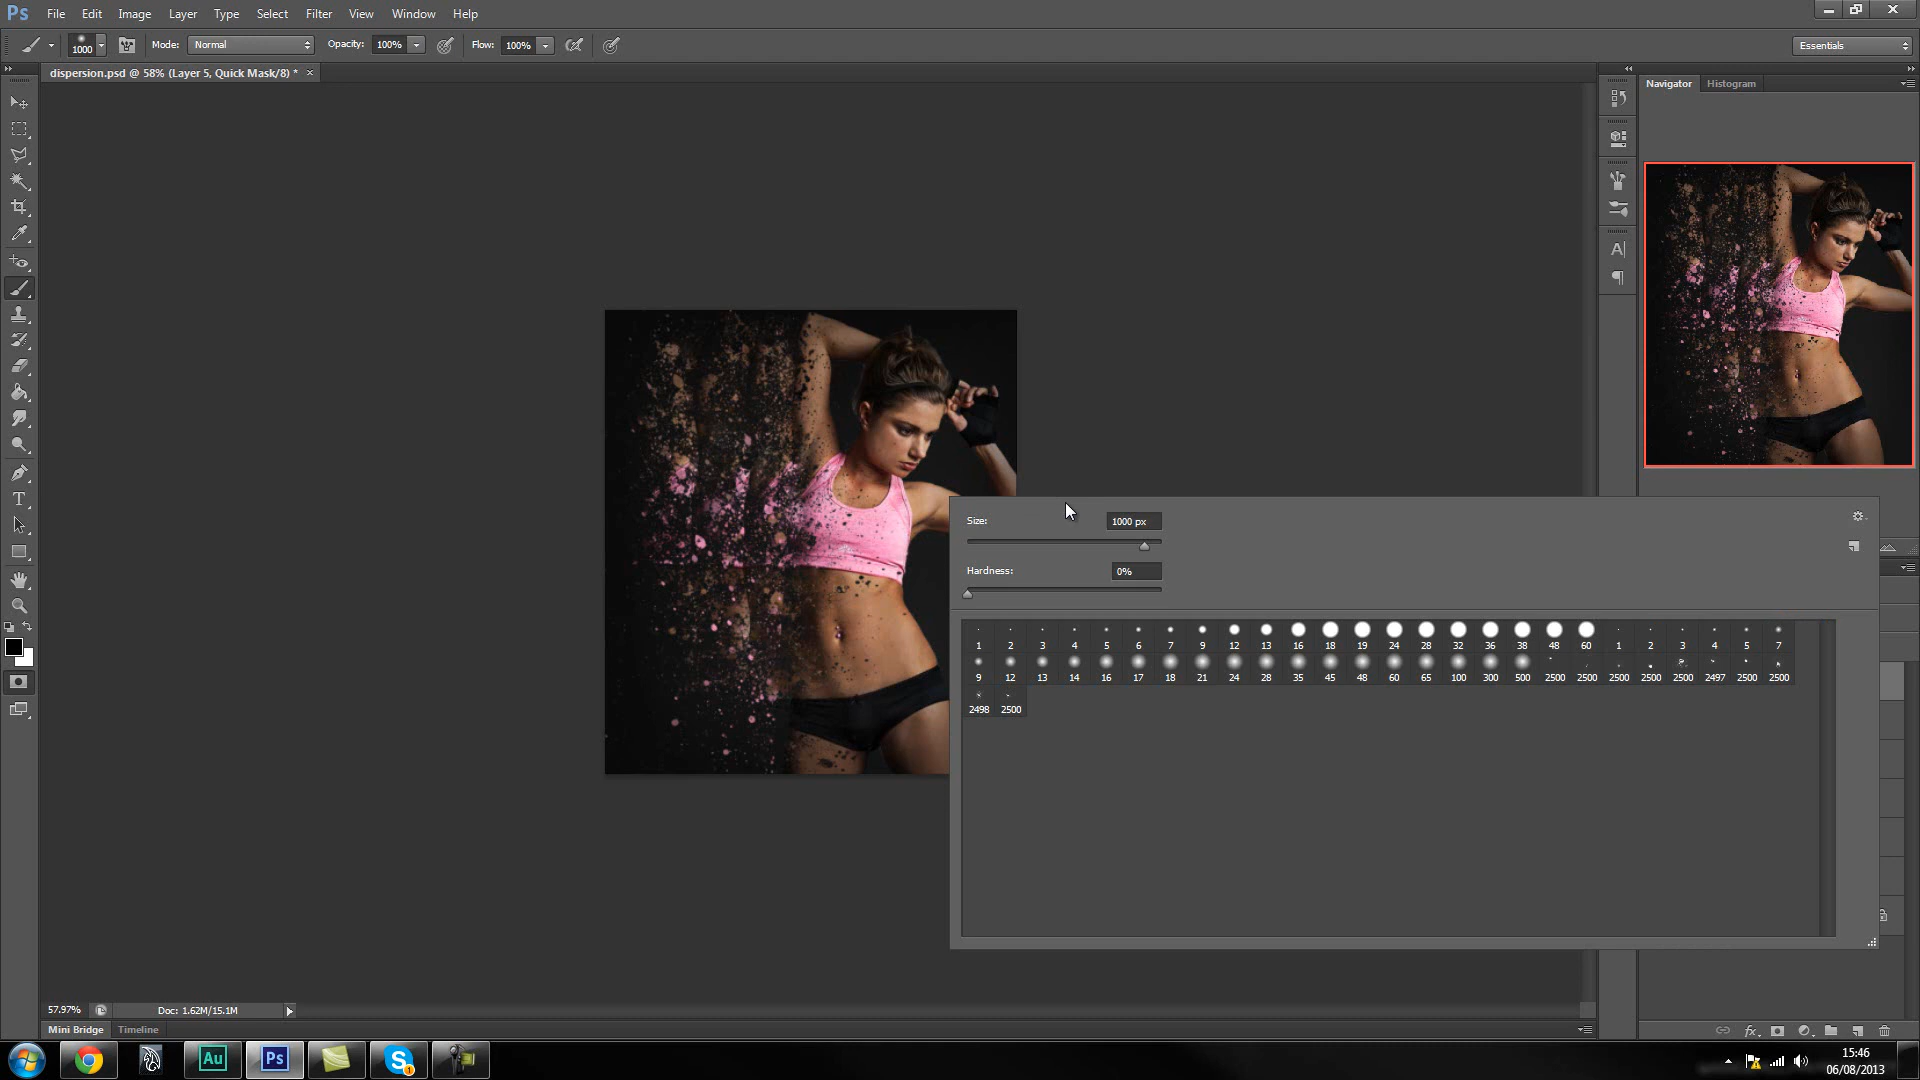 Ps File Edit Image Layer Type Select Filter View Window Help
1000 Mode: Normal Opacity: 100% Flow: 100% Essentials
dispersion.psd @ 58% (Layer 5, Quick Mask/8) * ×
Navigator Histogram
Size: 1000 px
Hardness: 0%
1 2 3 4 5 6 7 9 12 13 16 18 19 24 28 32 36 38 48 60 1 2 3 4 5 7
9 12 13 14 16 17 18 21 24 28 35 45 48 60 65 100 300 500 2500 2500 2500 2500 2500 2497 2500 2500
2498 2500
57.97% Doc: 1.62M/15.1M
Mini Bridge Timeline
fx
Au Ps S 1
15:46
06/08/2013